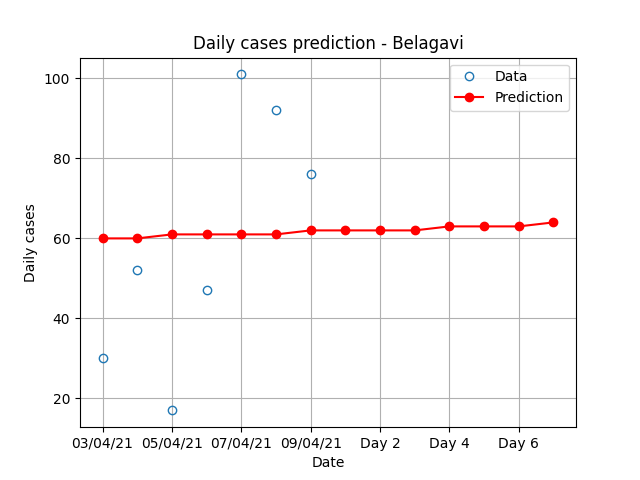 Daily cases prediction - Belagavi
Data
Prediction
100
80
60
40
20
Daily cases
03/04/21 05/04/21 07/04/21 09/04/21 Day 2 Day 4 Day 6
Date